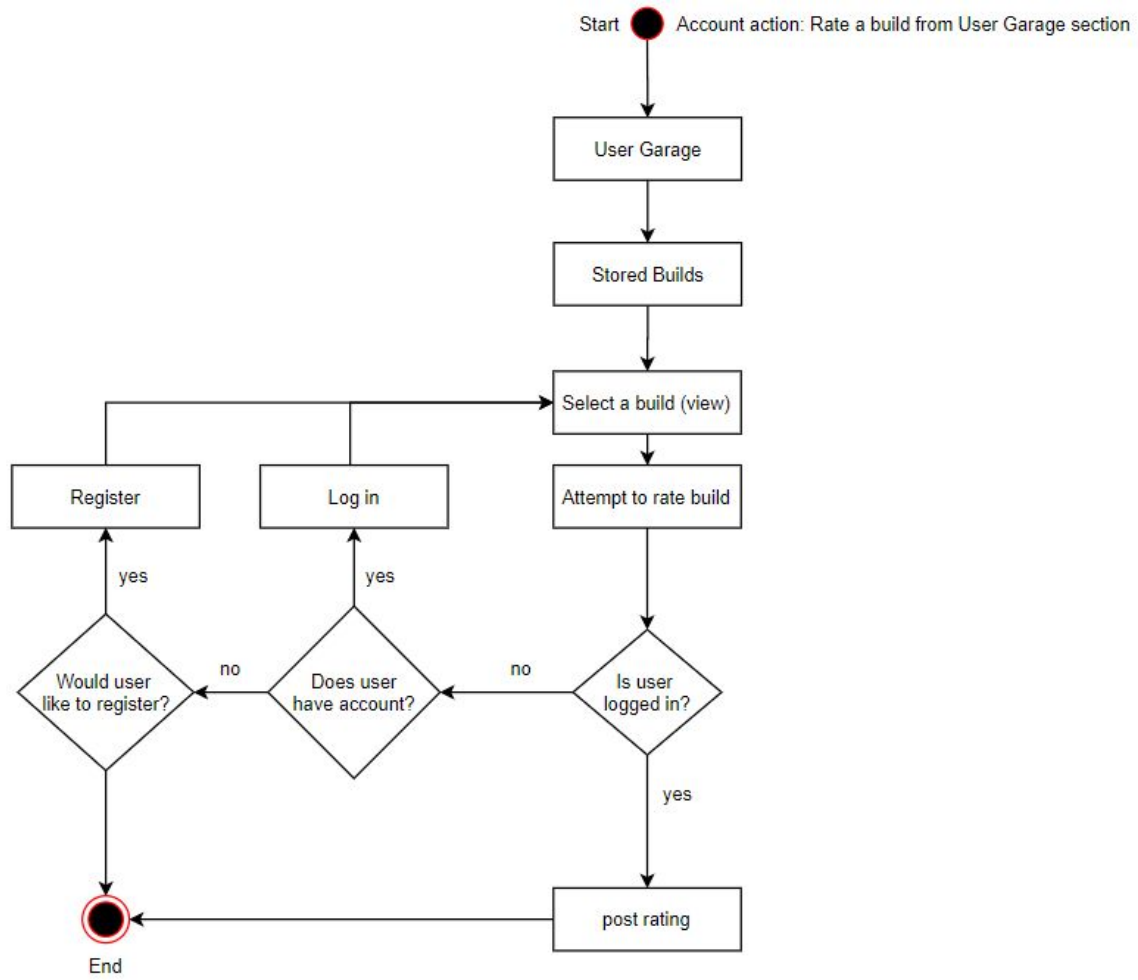 Start
Account action: Rate a build from User Garage section
User Garage
Stored Builds
Select a build (view)
Register
Log in
Attempt to rate build
yes
yes
Would user
like to register?
no
Does user
have account?
no
Is user
logged in?
yes
post rating
End